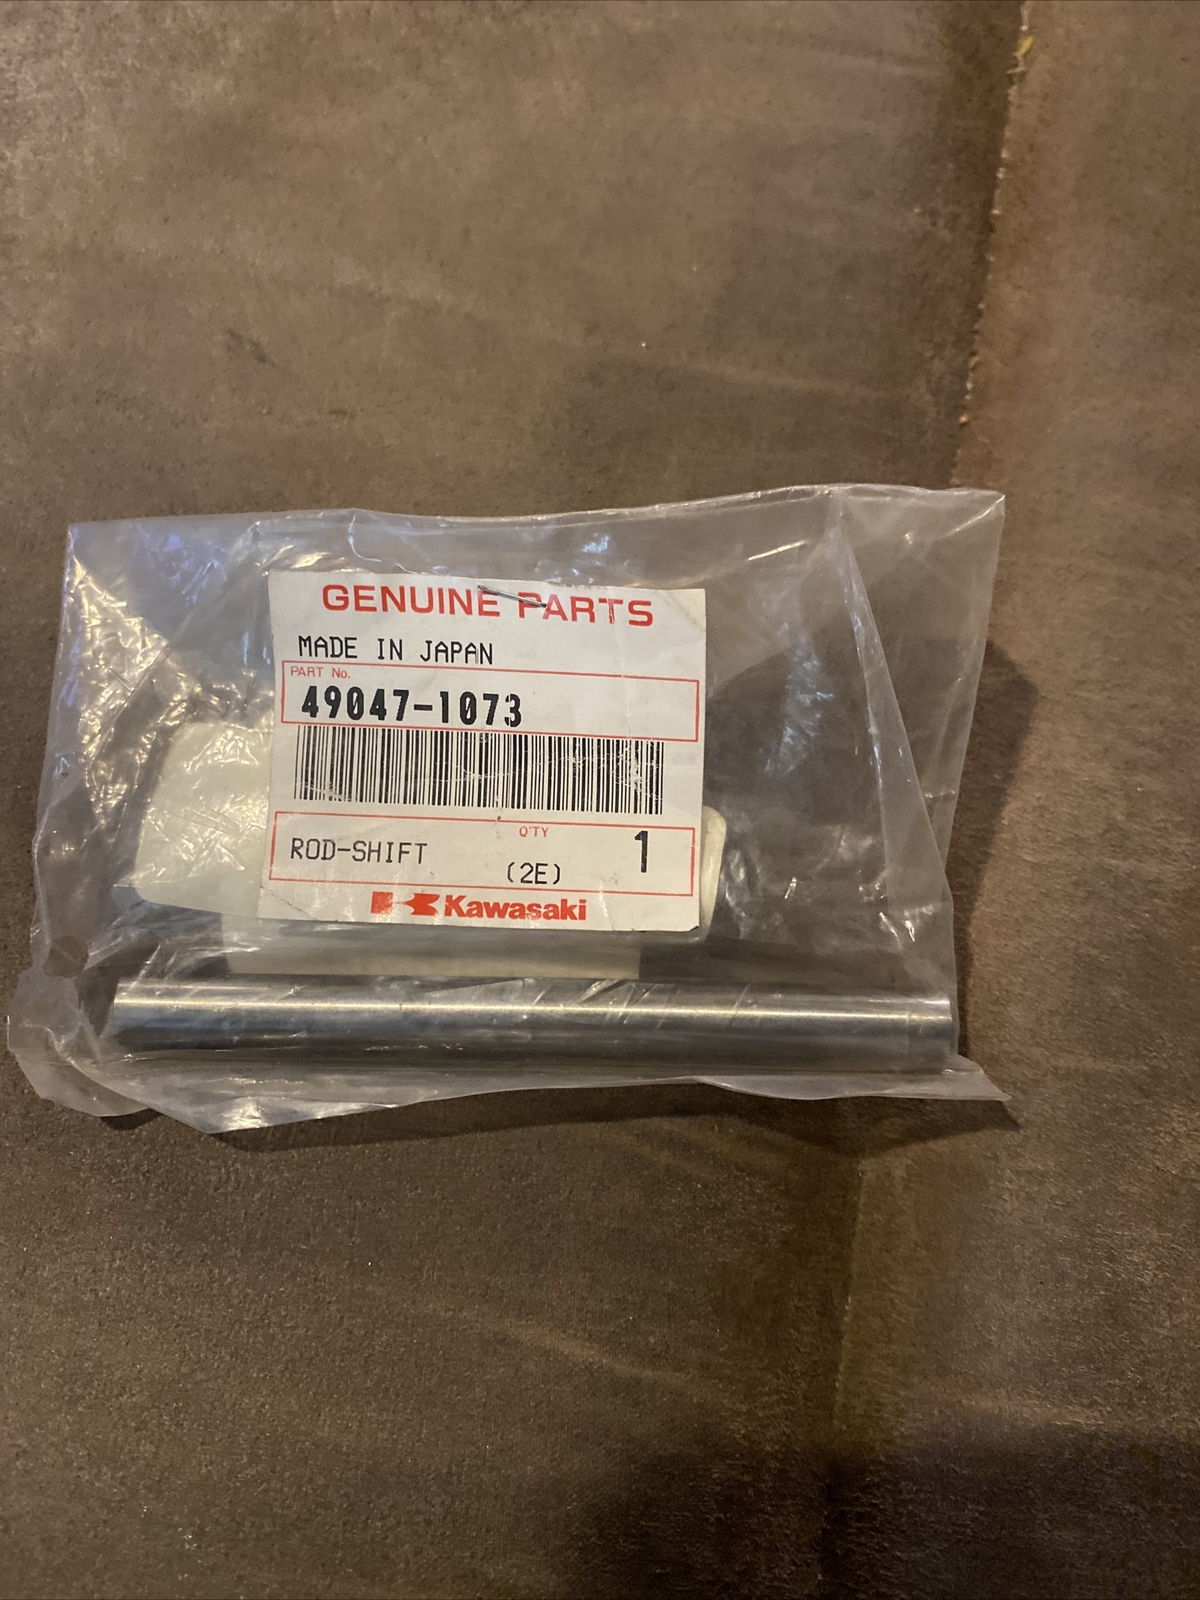 GENUINE PARTS
MADE IN JAPAN
PART No.
49047-1073
Q'TY
ROD-SHIFT (2E) 1
Kawasaki